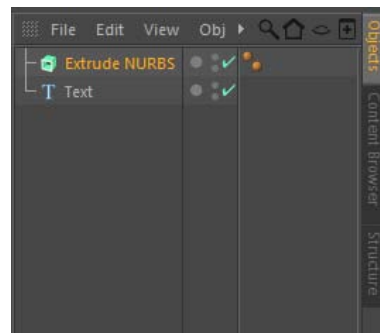 File Edit View Obj
Extrude NURBS
Text
Objects
Content Browser
Structure